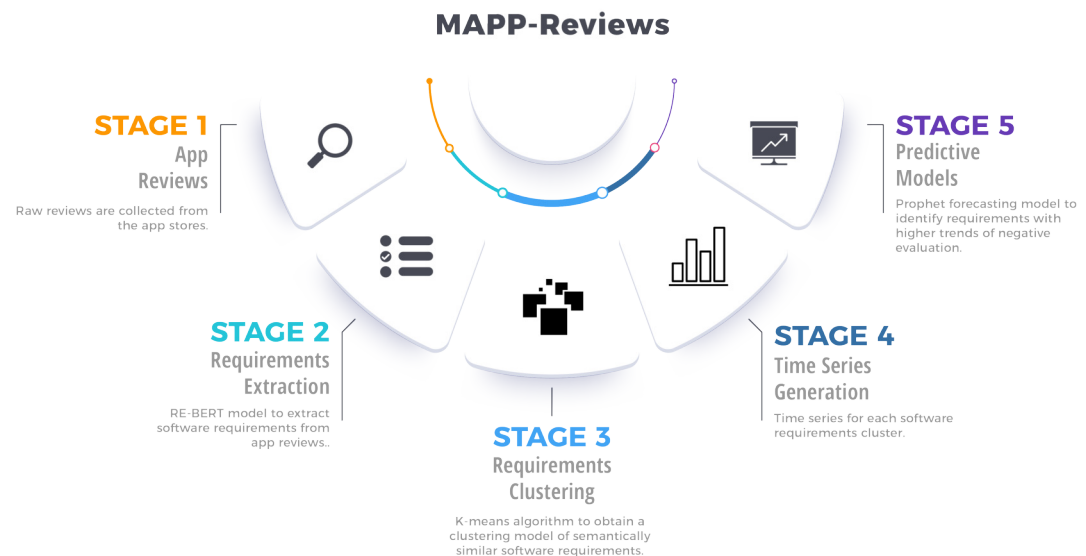 MAPP-Reviews
STAGE 1
App
Reviews
Raw reviews are collected from
the app stores.
STAGE 2
Requirements
Extraction
RE-BERT model to extract
software requirements from
app reviews..
STAGE 3
Requirements
Clustering
K-means algorithm to obtain a
clustering model of semantically
similar software requirements.
STAGE 4
Time Series
Generation
Time series for each software
requirements cluster.
STAGE 5
Predictive
Models
Prophet forecasting model to
identify requirements with
higher trends of negative
evaluation.